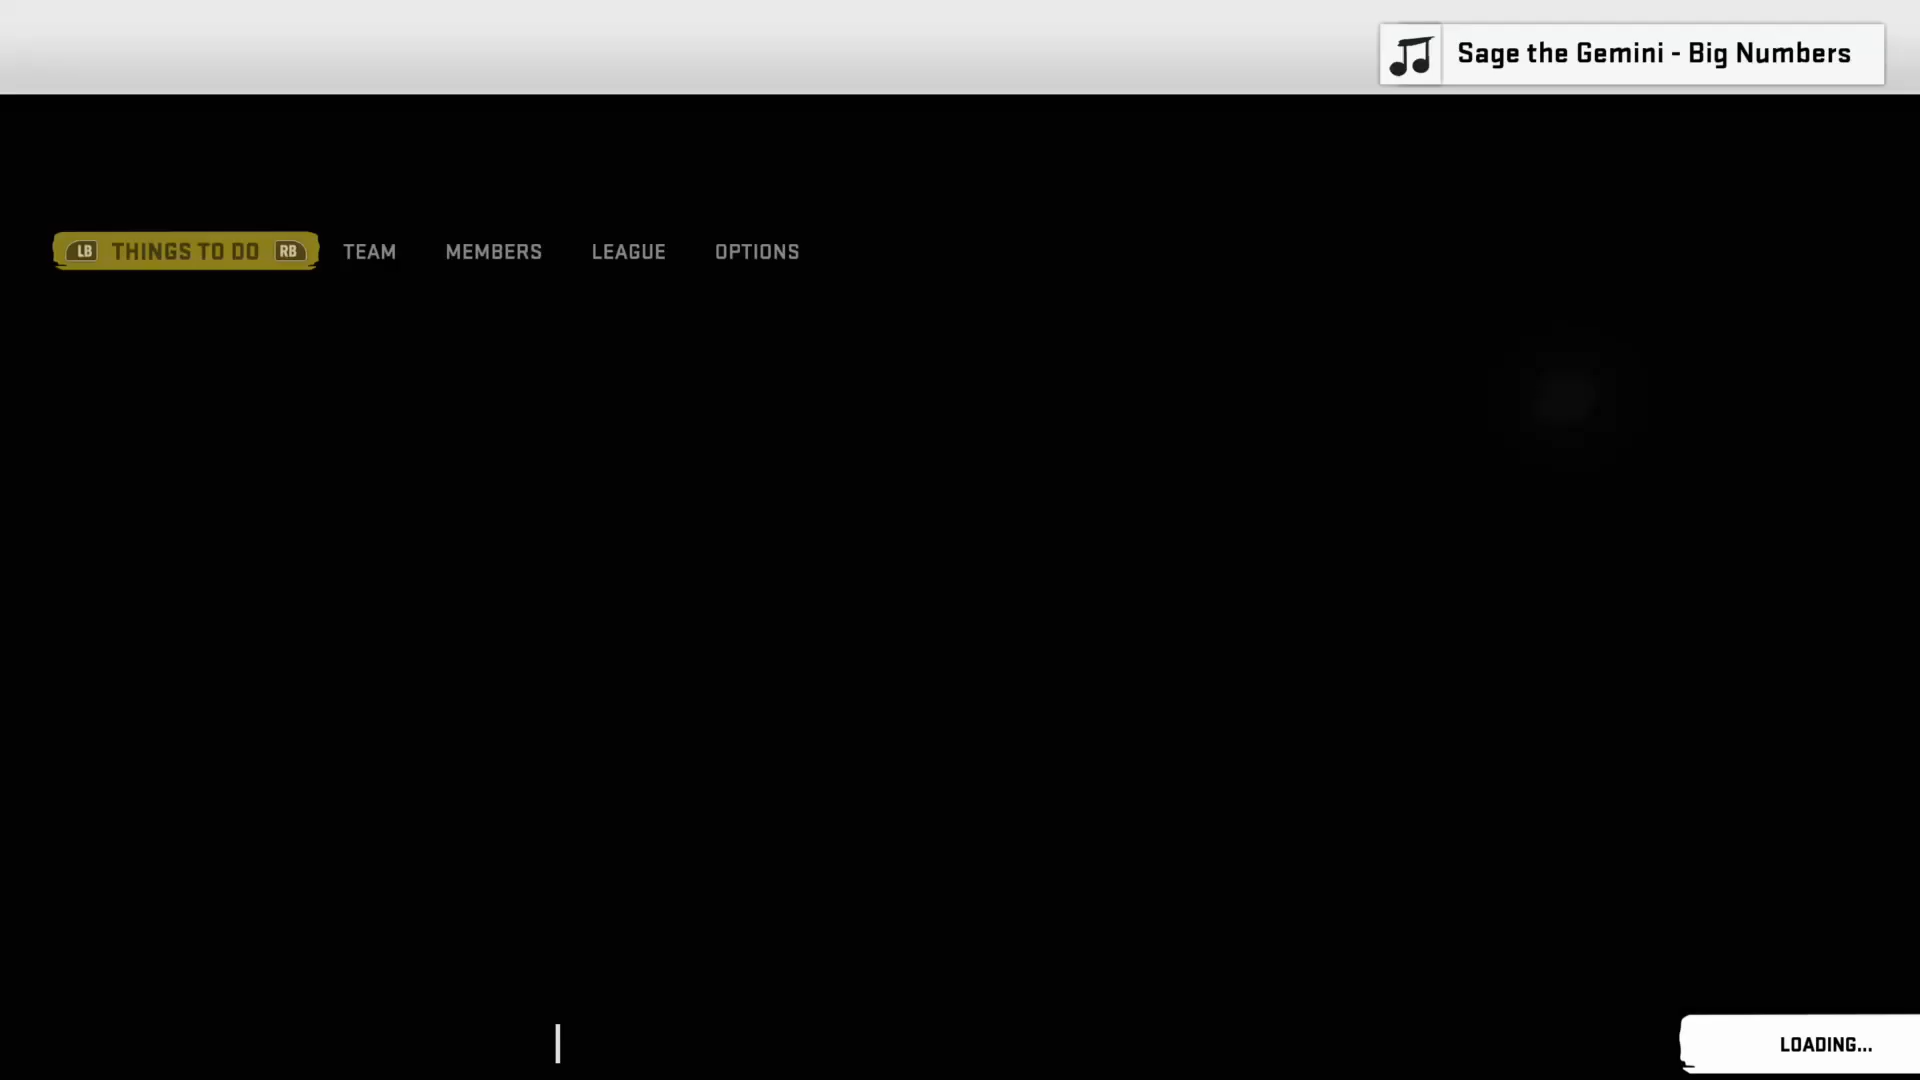 Sage the Gemini - Big Numbers
LB THINGS TO DO RB TEAM MEMBERS LEAGUE OPTIONS
LOADING...